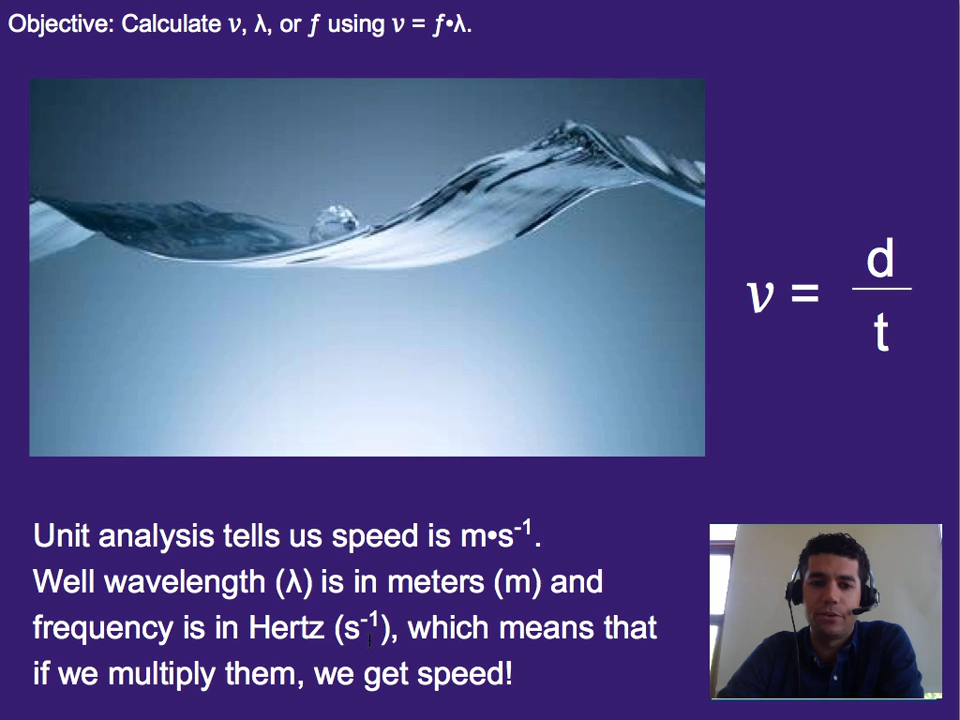 Objective: Calculate v, λ, or ƒ using v = ƒ•λ.
v = d
t
Unit analysis tells us speed is m•s⁻¹.
Well wavelength (λ) is in meters (m) and
frequency is in Hertz (s⁻¹), which means that
if we multiply them, we get speed!